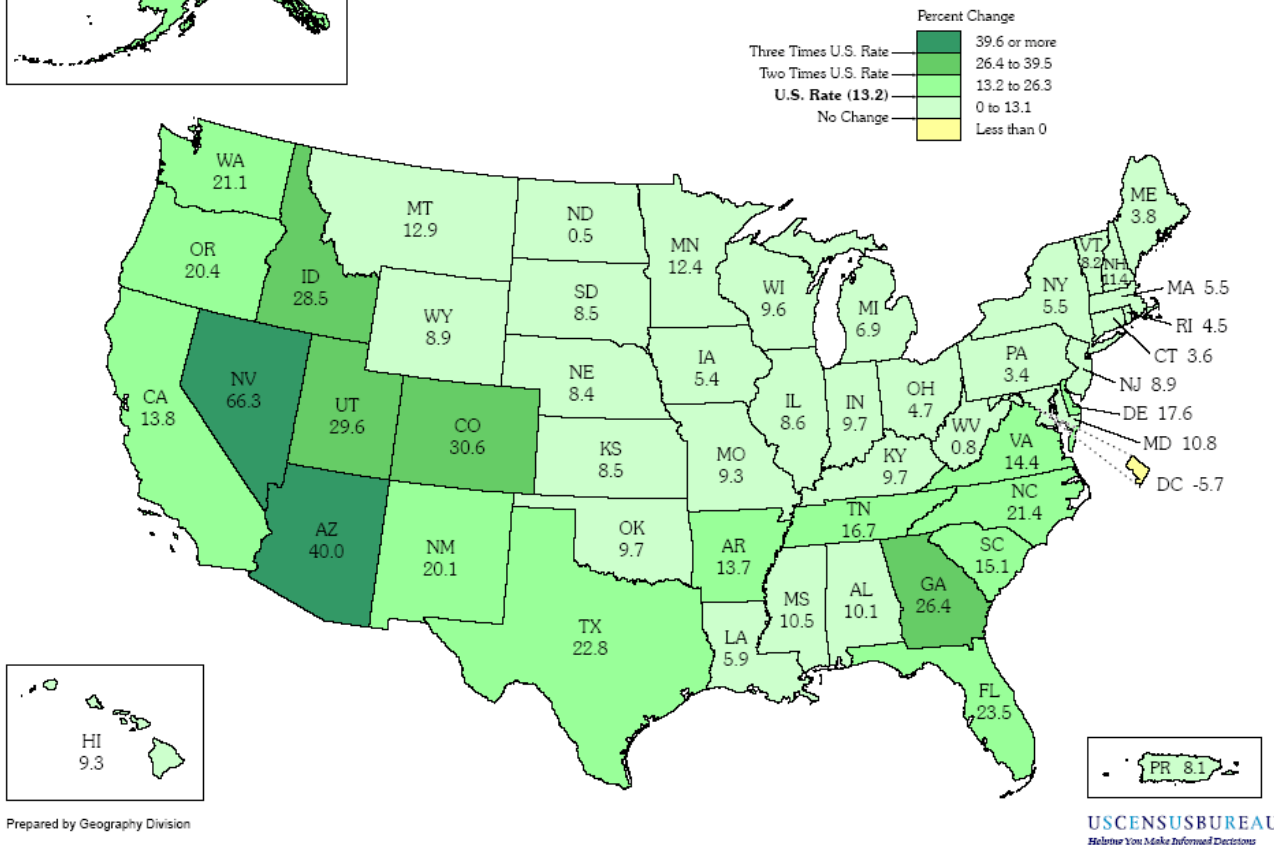 Percent Change
39.6 or more
Three Times U.S. Rate
26.4 to 39.5
Two Times U.S. Rate
13.2 to 26.3
U.S. Rate (13.2)
0 to 13.1
No Change
Less than 0
WA
21.1
MT
12.9
ND
0.5
MN
12.4
ME
3.8
VT
8.2
NH
11.4
OR
20.4
ID
28.5
SD
8.5
WI
9.6
MI
6.9
NY
5.5
MA 5.5
RI 4.5
CT 3.6
NJ 8.9
DE 17.6
MD 10.8
DC -5.7
WY
8.9
IA
5.4
PA
3.4
NV
66.3
UT
29.6
CO
30.6
NE
8.4
CA
13.8
IL
8.6
IN
9.7
OH
4.7
WV
0.8
VA
14.4
KS
8.5
MO
9.3
KY
9.7
NC
21.4
TN
16.7
AZ
40.0
NM
20.1
OK
9.7
AR
13.7
SC
15.1
GA
26.4
MS
10.5
AL
10.1
TX
22.8
LA
5.9
FL
23.5
HI
9.3
PR 8.1
Prepared by Geography Division
USCENSUSBUREAU
Helping You Make Informed Decisions